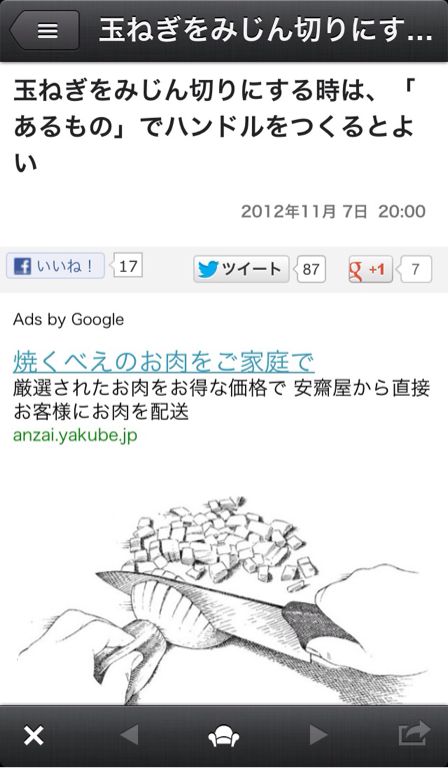 玉ねぎをみじん切りにす...
玉ねぎをみじん切りにする時は、「
あるもの」でハンドルをつくるとよ
い
2012年11月 7日 20:00
いいね！ 17 ツイート 87 +1 7
Ads by Google
焼くべえのお肉をご家庭で
厳選されたお肉をお得な価格で 安齋屋から直接
お客様にお肉を配送
anzai.yakube.jp